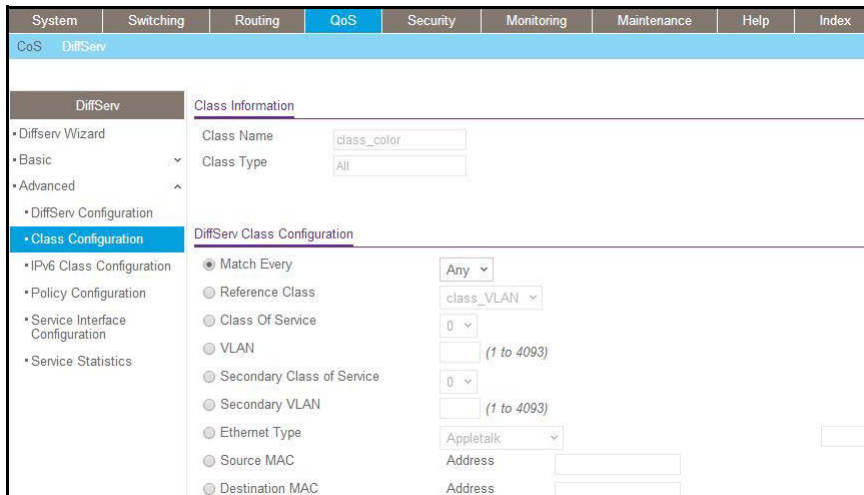 System Switching Routing QoS Security Monitoring Maintenance Help Index
CoS DiffServ
DiffServ
Diffserv Wizard
Basic
Advanced
DiffServ Configuration
Class Configuration
IPv6 Class Configuration
Policy Configuration
Service Interface
Configuration
Service Statistics
Class Information
Class Name class_color
Class Type All
DiffServ Class Configuration
Match Every Any
Reference Class class_VLAN
Class Of Service 0
VLAN (1 to 4093)
Secondary Class of Service 0
Secondary VLAN (1 to 4093)
Ethernet Type Appletalk
Source MAC Address
Destination MAC Address